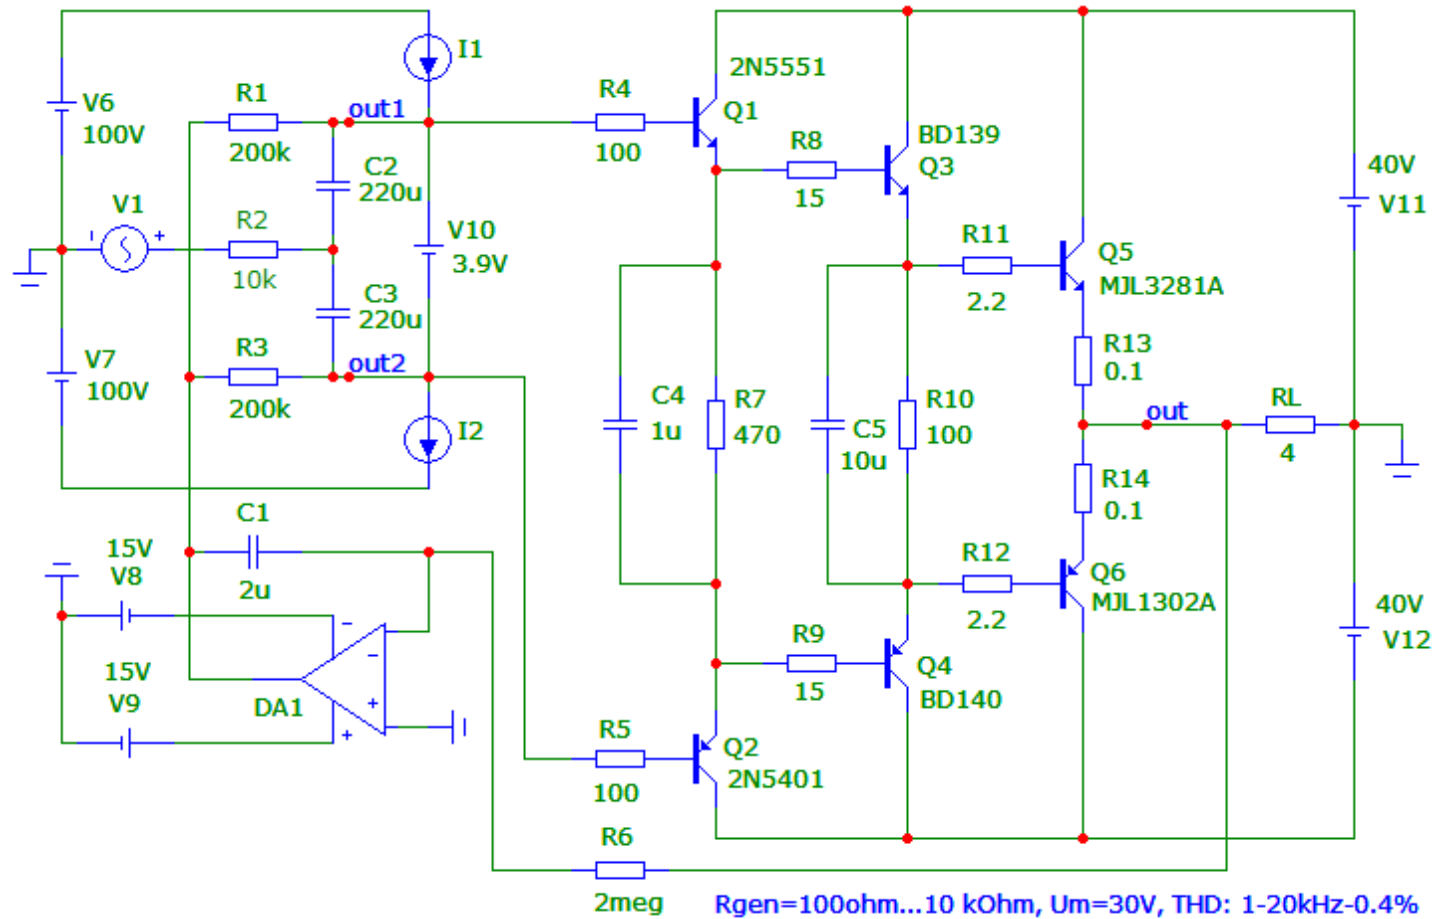 I1
2N5551
V6
100V
R1
200k
out1
R4
100
Q1
BD139
Q3
R8
15
40V
V11
C2
220u
V1
R2
10k
V10
3.9V
R11
2.2
Q5
MJL3281A
C3
220u
V7
100V
R3
200k
out2
R13
0.1
I2
C4
1u
R7
470
C5
10u
R10
100
out
RL
4
R14
0.1
C1
2u
15V
V8
R12
2.2
Q6
MJL1302A
40V
V12
15V
V9
DA1
R9
15
Q4
BD140
R5
100
Q2
2N5401
R6
2meg
Rgen=100ohm...10 kOhm, Um=30V, THD: 1-20kHz-0.4%